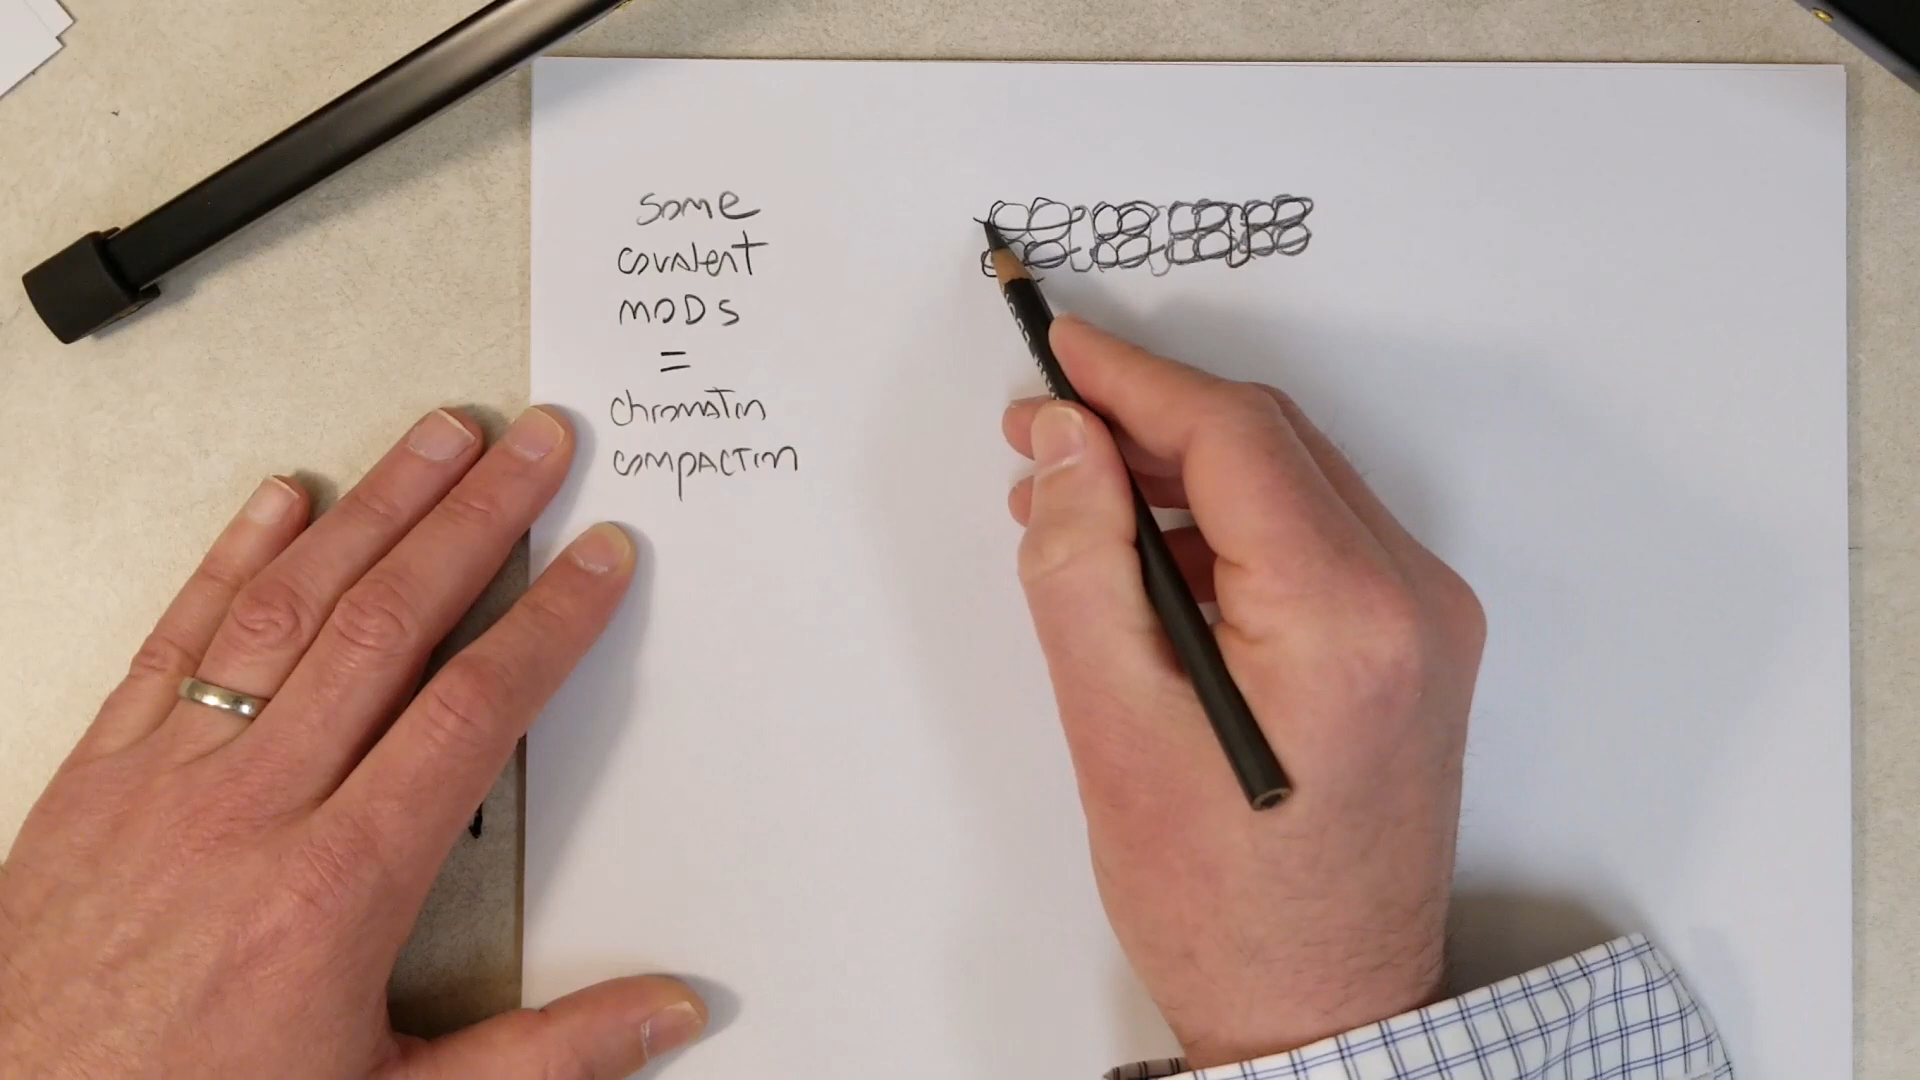 some
covalent
MODS
=
chromatin
compaction